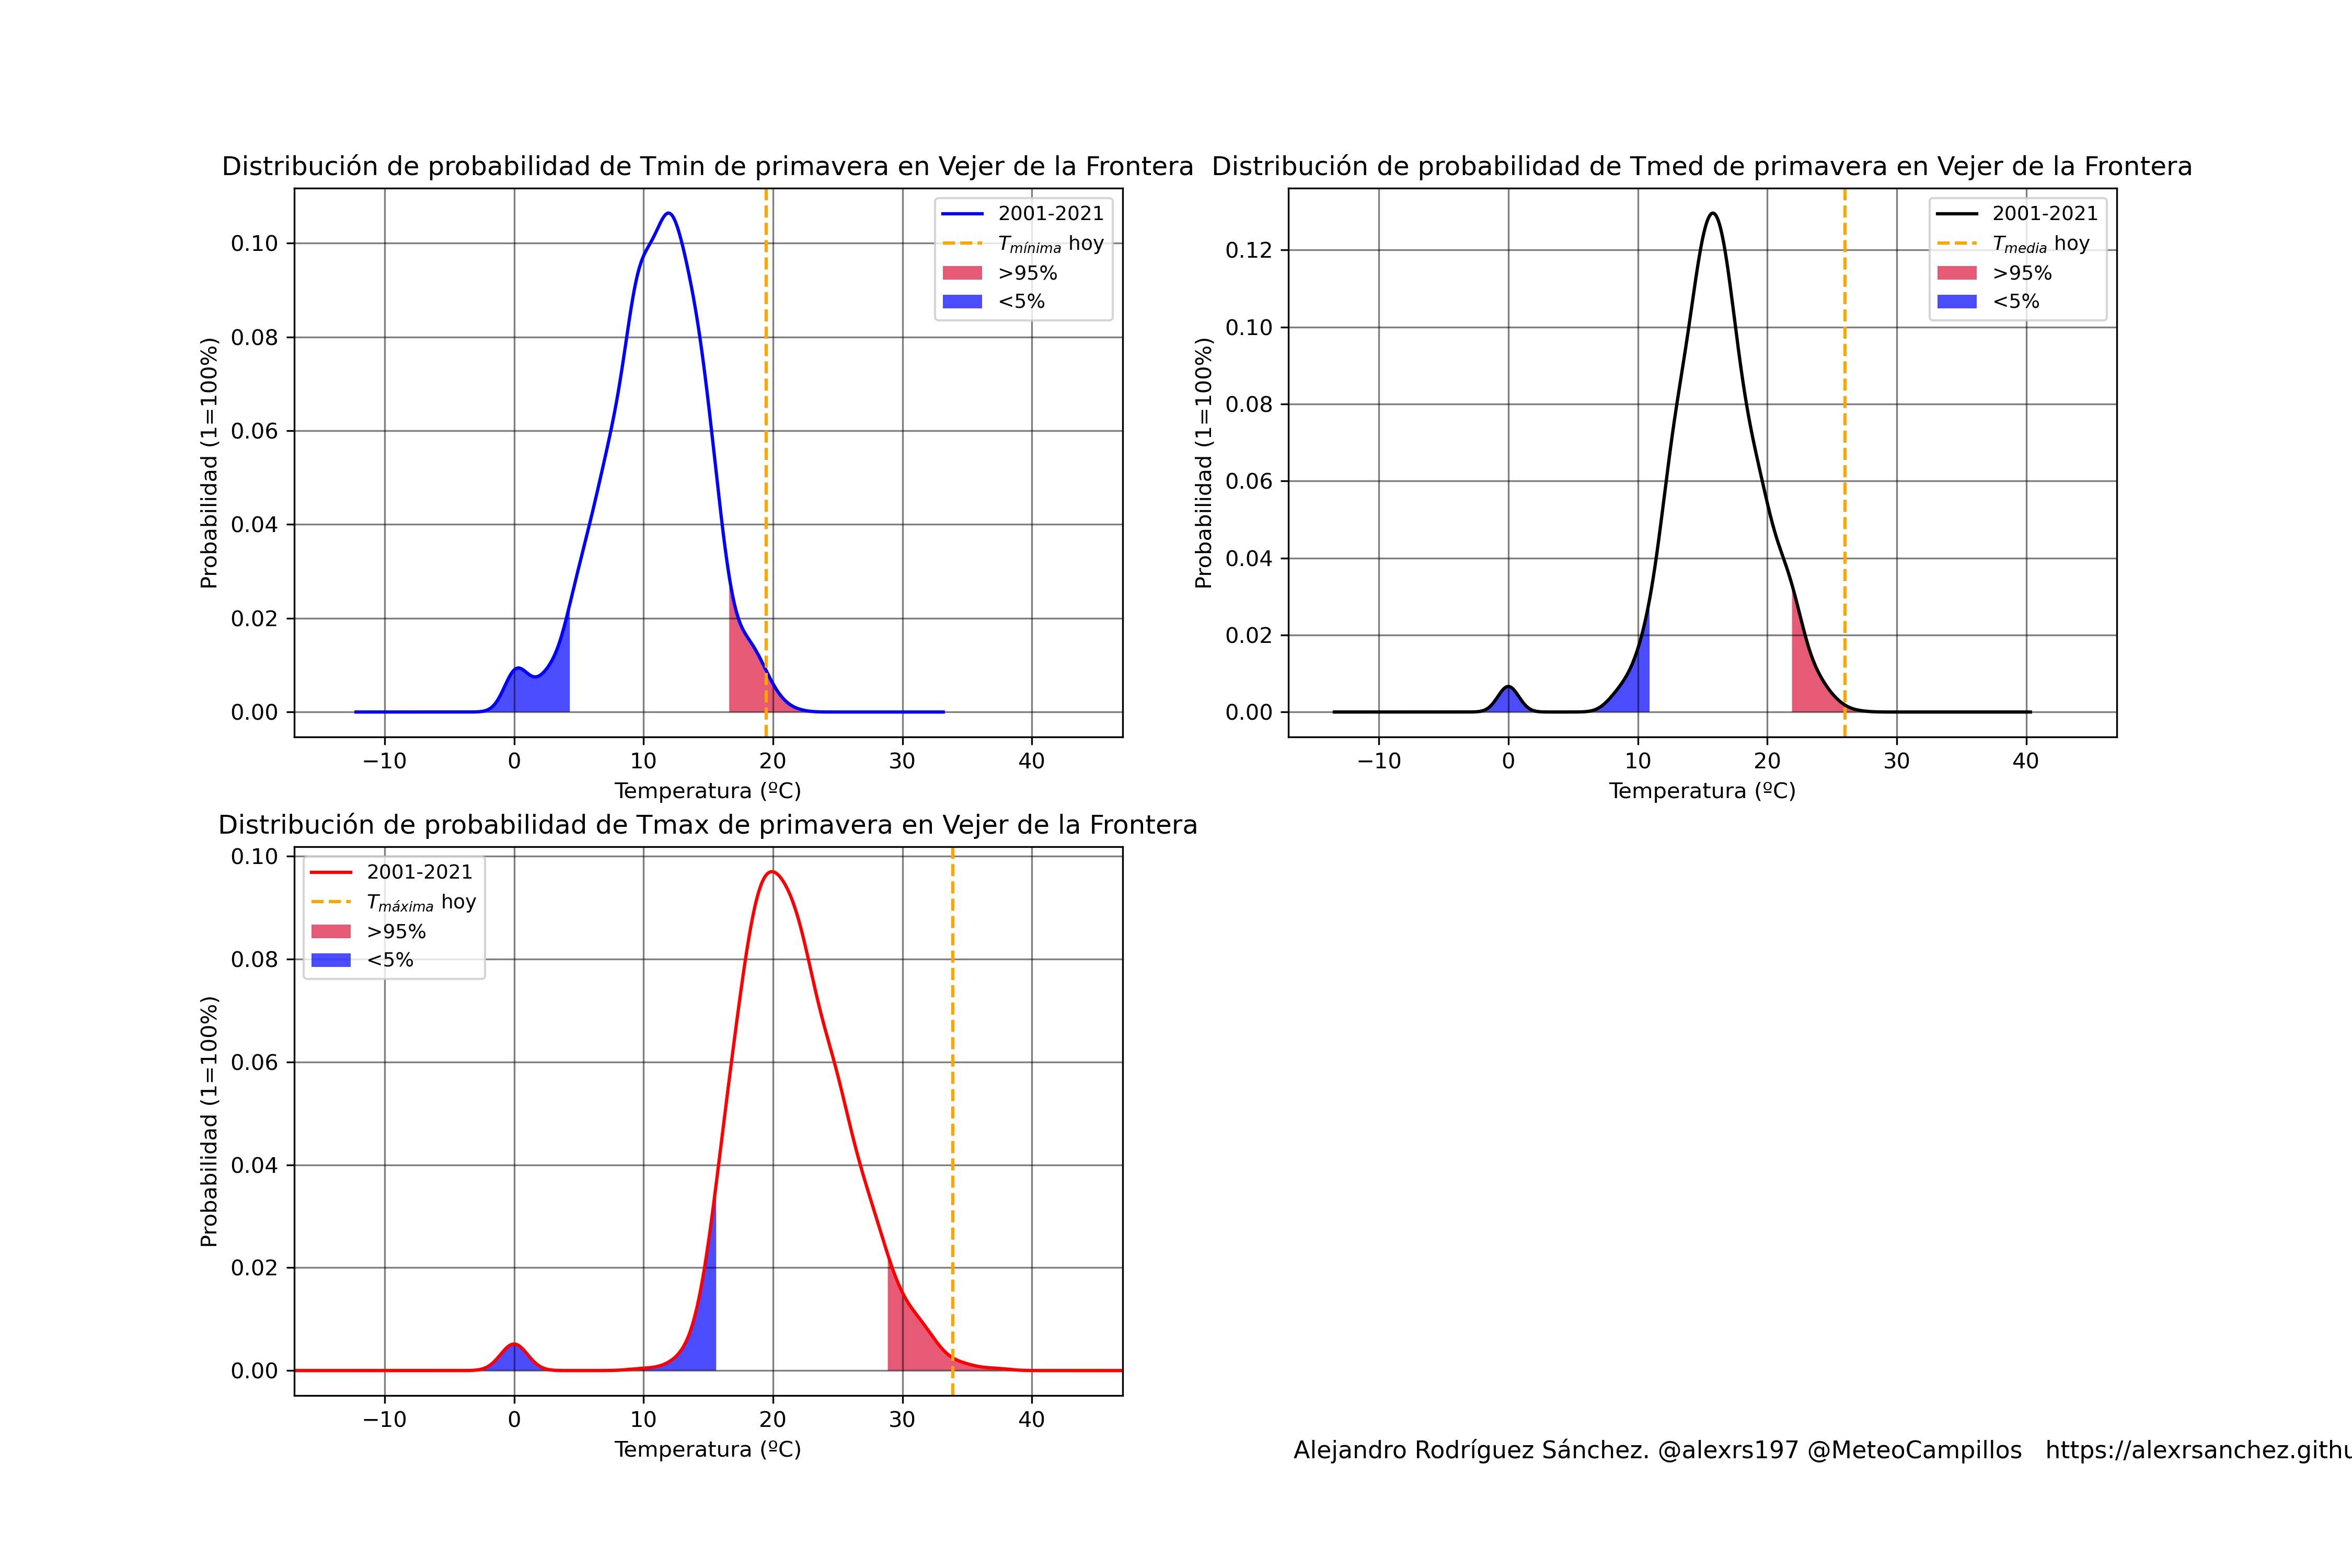 Distribución de probabilidad de Tmin de primavera en Vejer de la Frontera
2001-2021
Tmínima hoy
>95%
<5%
0.10
0.08
0.06
0.04
0.02
0.00
Probabilidad (1=100%)
−10 0 10 20 30 40
Temperatura (ºC)
Distribución de probabilidad de Tmed de primavera en Vejer de la Frontera
2001-2021
Tmedia hoy
>95%
<5%
0.12
0.10
0.08
0.06
0.04
0.02
0.00
Probabilidad (1=100%)
−10 0 10 20 30 40
Temperatura (ºC)
Distribución de probabilidad de Tmax de primavera en Vejer de la Frontera
2001-2021
Tmáxima hoy
>95%
<5%
0.10
0.08
0.06
0.04
0.02
0.00
Probabilidad (1=100%)
−10 0 10 20 30 40
Temperatura (ºC)
Alejandro Rodríguez Sánchez. @alexrs197 @MeteoCampillos https://alexrsanchez.githu